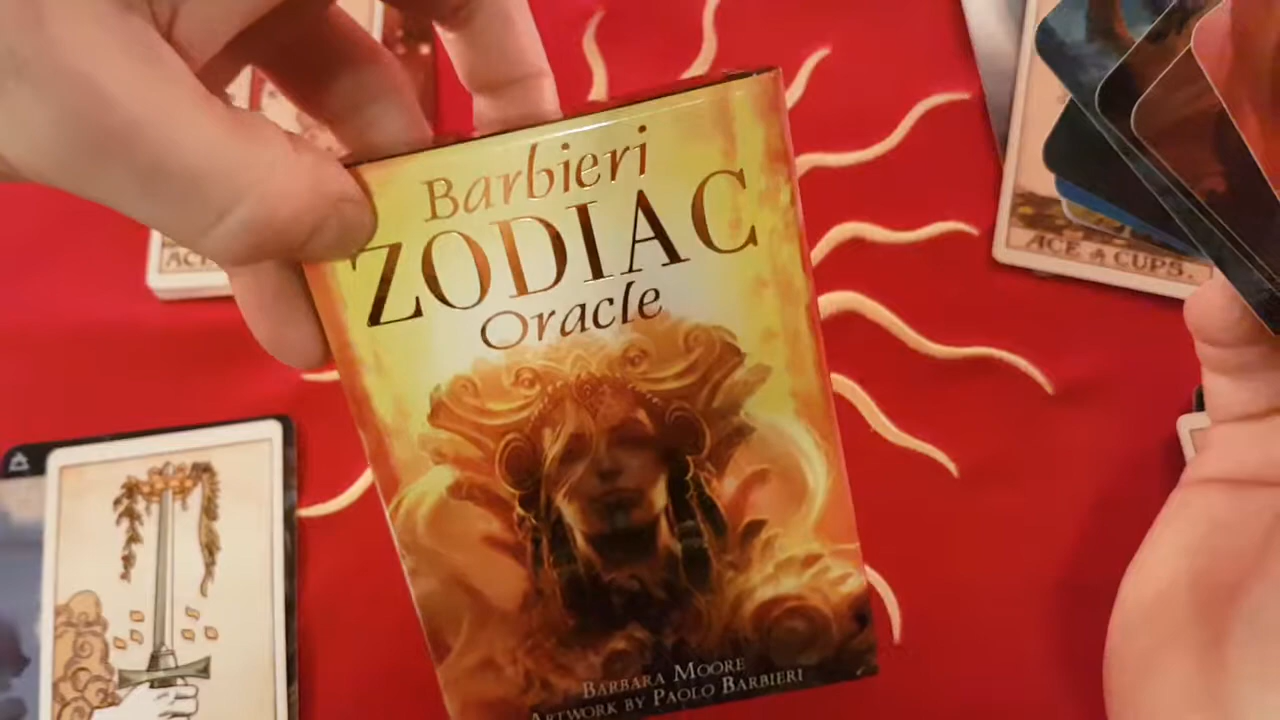 Barbieri
ZODIAC
Oracle
BARBARA MOORE
ARTWORK BY PAOLO BARBIERI
ACE of CUPS.